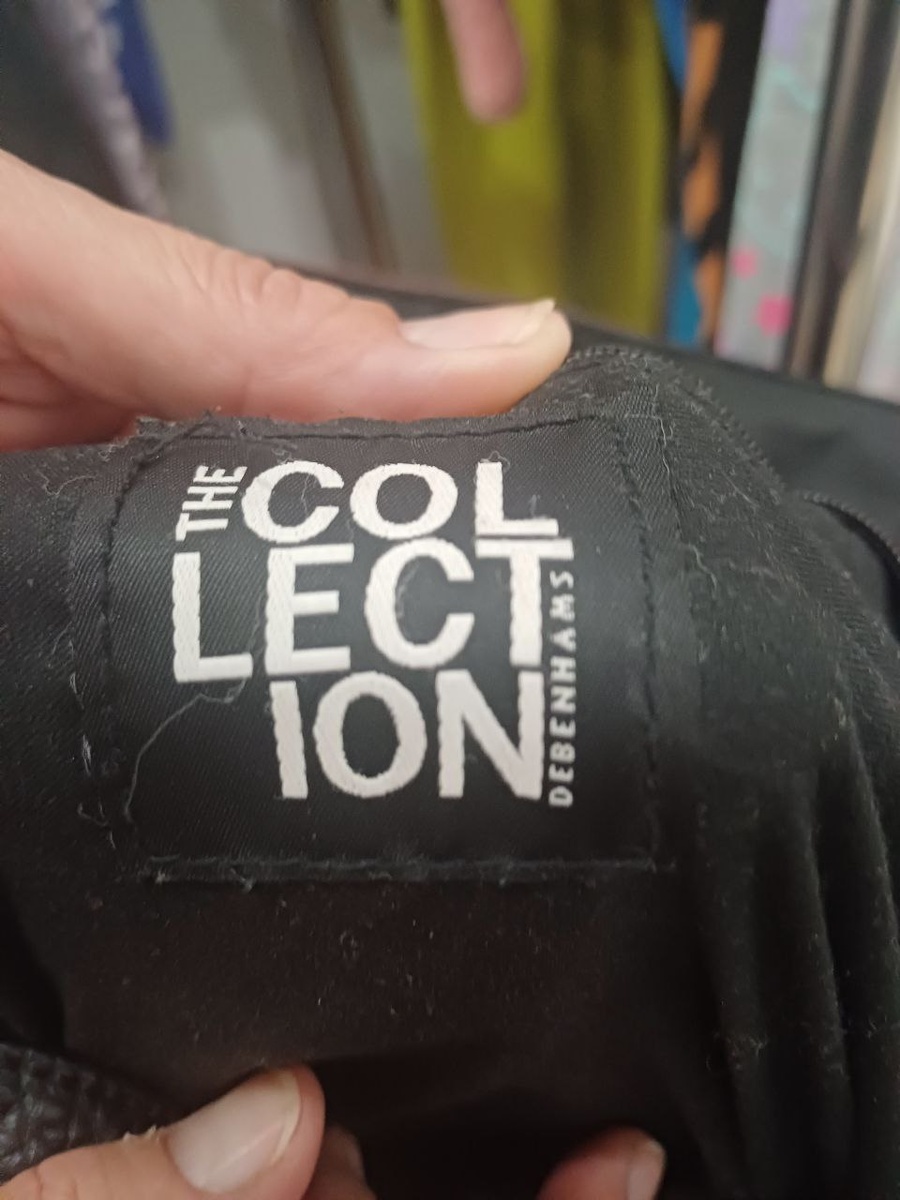 THE COL
LECT
ION
DEBENHAMS